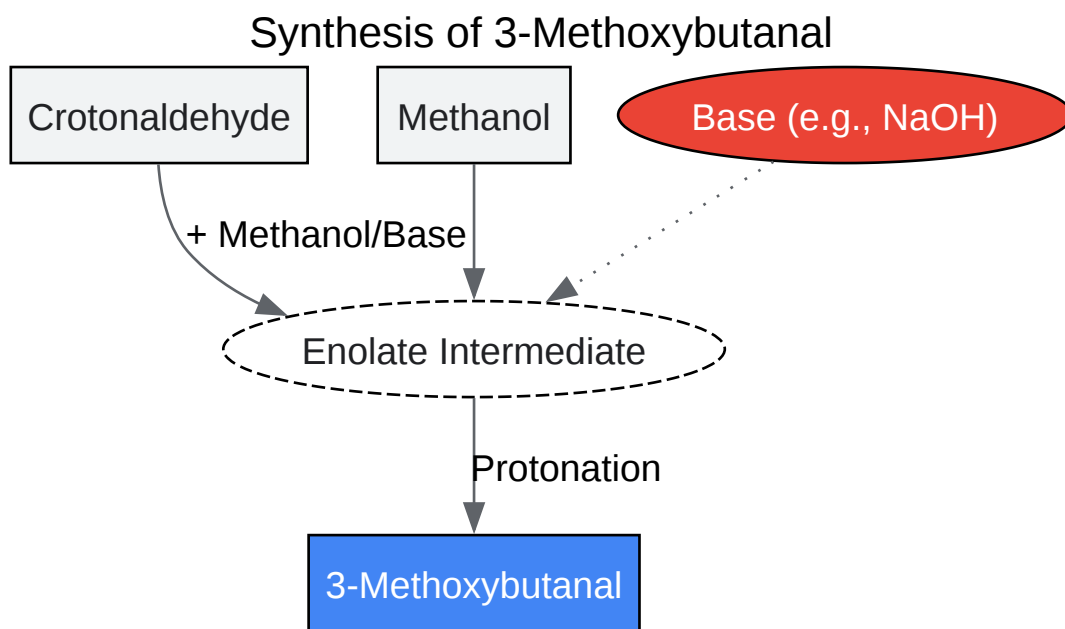 Synthesis of 3-Methoxybutanal
Crotonaldehyde
Methanol
Base (e.g., NaOH)
+ Methanol/Base
Enolate Intermediate
Protonation
3-Methoxybutanal